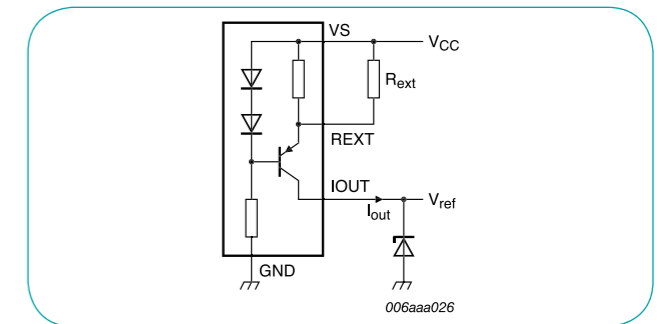 VS
VCC
Rext
REXT
IOUT
Iout
Vref
GND
006aaa026